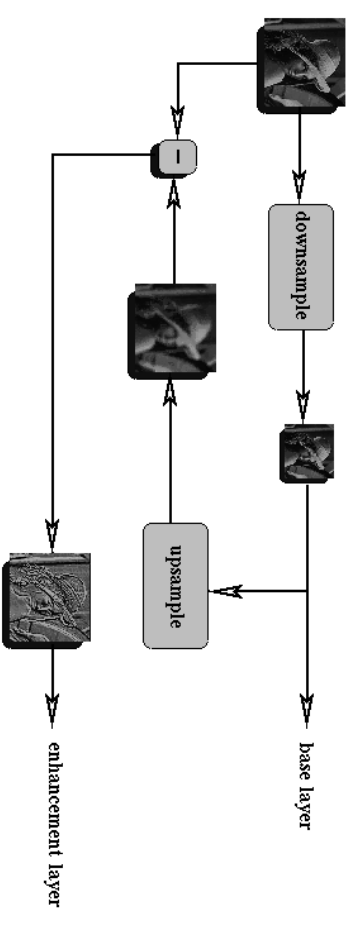 downsample
base layer
–
upsample
enhancement layer